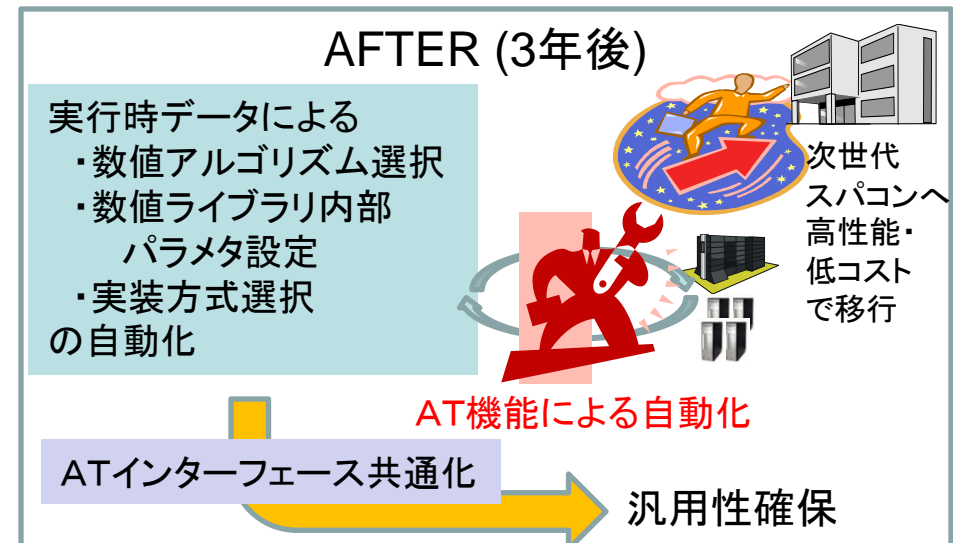 AFTER (3年後)
実行時データによる
・数値アルゴリズム選択
・数値ライブラリ内部
パラメタ設定
・実装方式選択
の自動化
次世代
スパコンへ
高性能・
低コスト
で移行
ＡＴ機能による自動化
ＡＴインターフェース共通化
汎用性確保